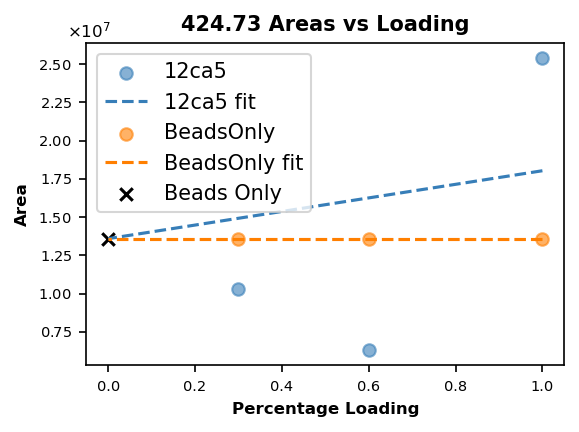 424.73 Areas vs Loading
×10⁷
12ca5
12ca5 fit
BeadsOnly
BeadsOnly fit
Beads Only
2.50
2.25
2.00
1.75
1.50
1.25
1.00
0.75
Area
0.0 0.2 0.4 0.6 0.8 1.0
Percentage Loading